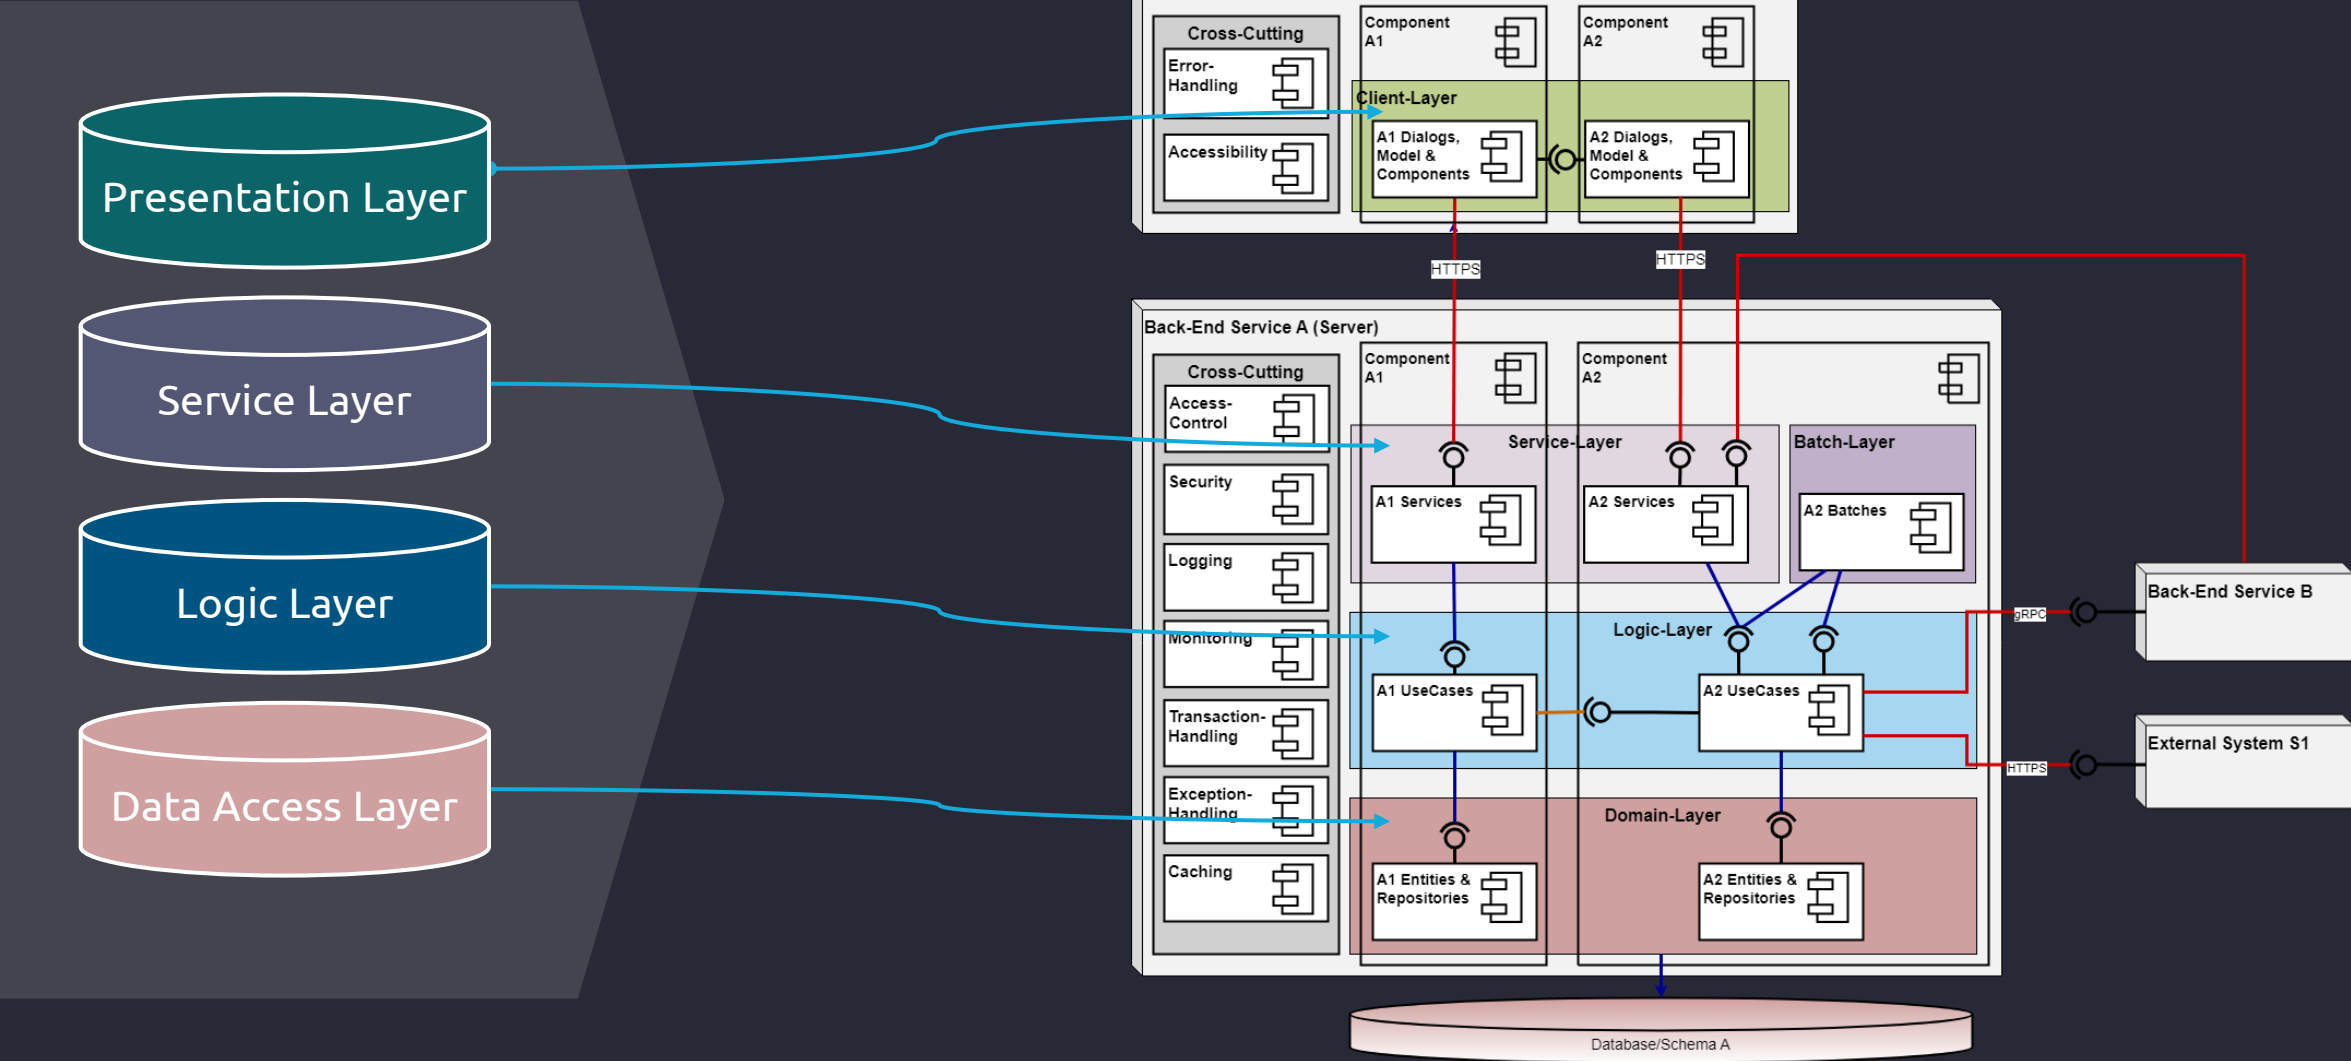 Presentation Layer
Service Layer
Logic Layer
Data Access Layer
Cross-Cutting
Error-
Handling
Accessibility
Component
A1
Component
A2
Client-Layer
A1 Dialogs,
Model &
Components
A2 Dialogs,
Model &
Components
HTTPS
HTTPS
Back-End Service A (Server)
Cross-Cutting
Access-
Control
Security
Logging
Monitoring
Transaction-
Handling
Exception-
Handling
Caching
Component
A1
Component
A2
Service-Layer
Batch-Layer
A1 Services
A2 Services
A2 Batches
Logic-Layer
A1 UseCases
A2 UseCases
Domain-Layer
A1 Entities &
Repositories
A2 Entities &
Repositories
gRPC
Back-End Service B
HTTPS
External System S1
Database/Schema A